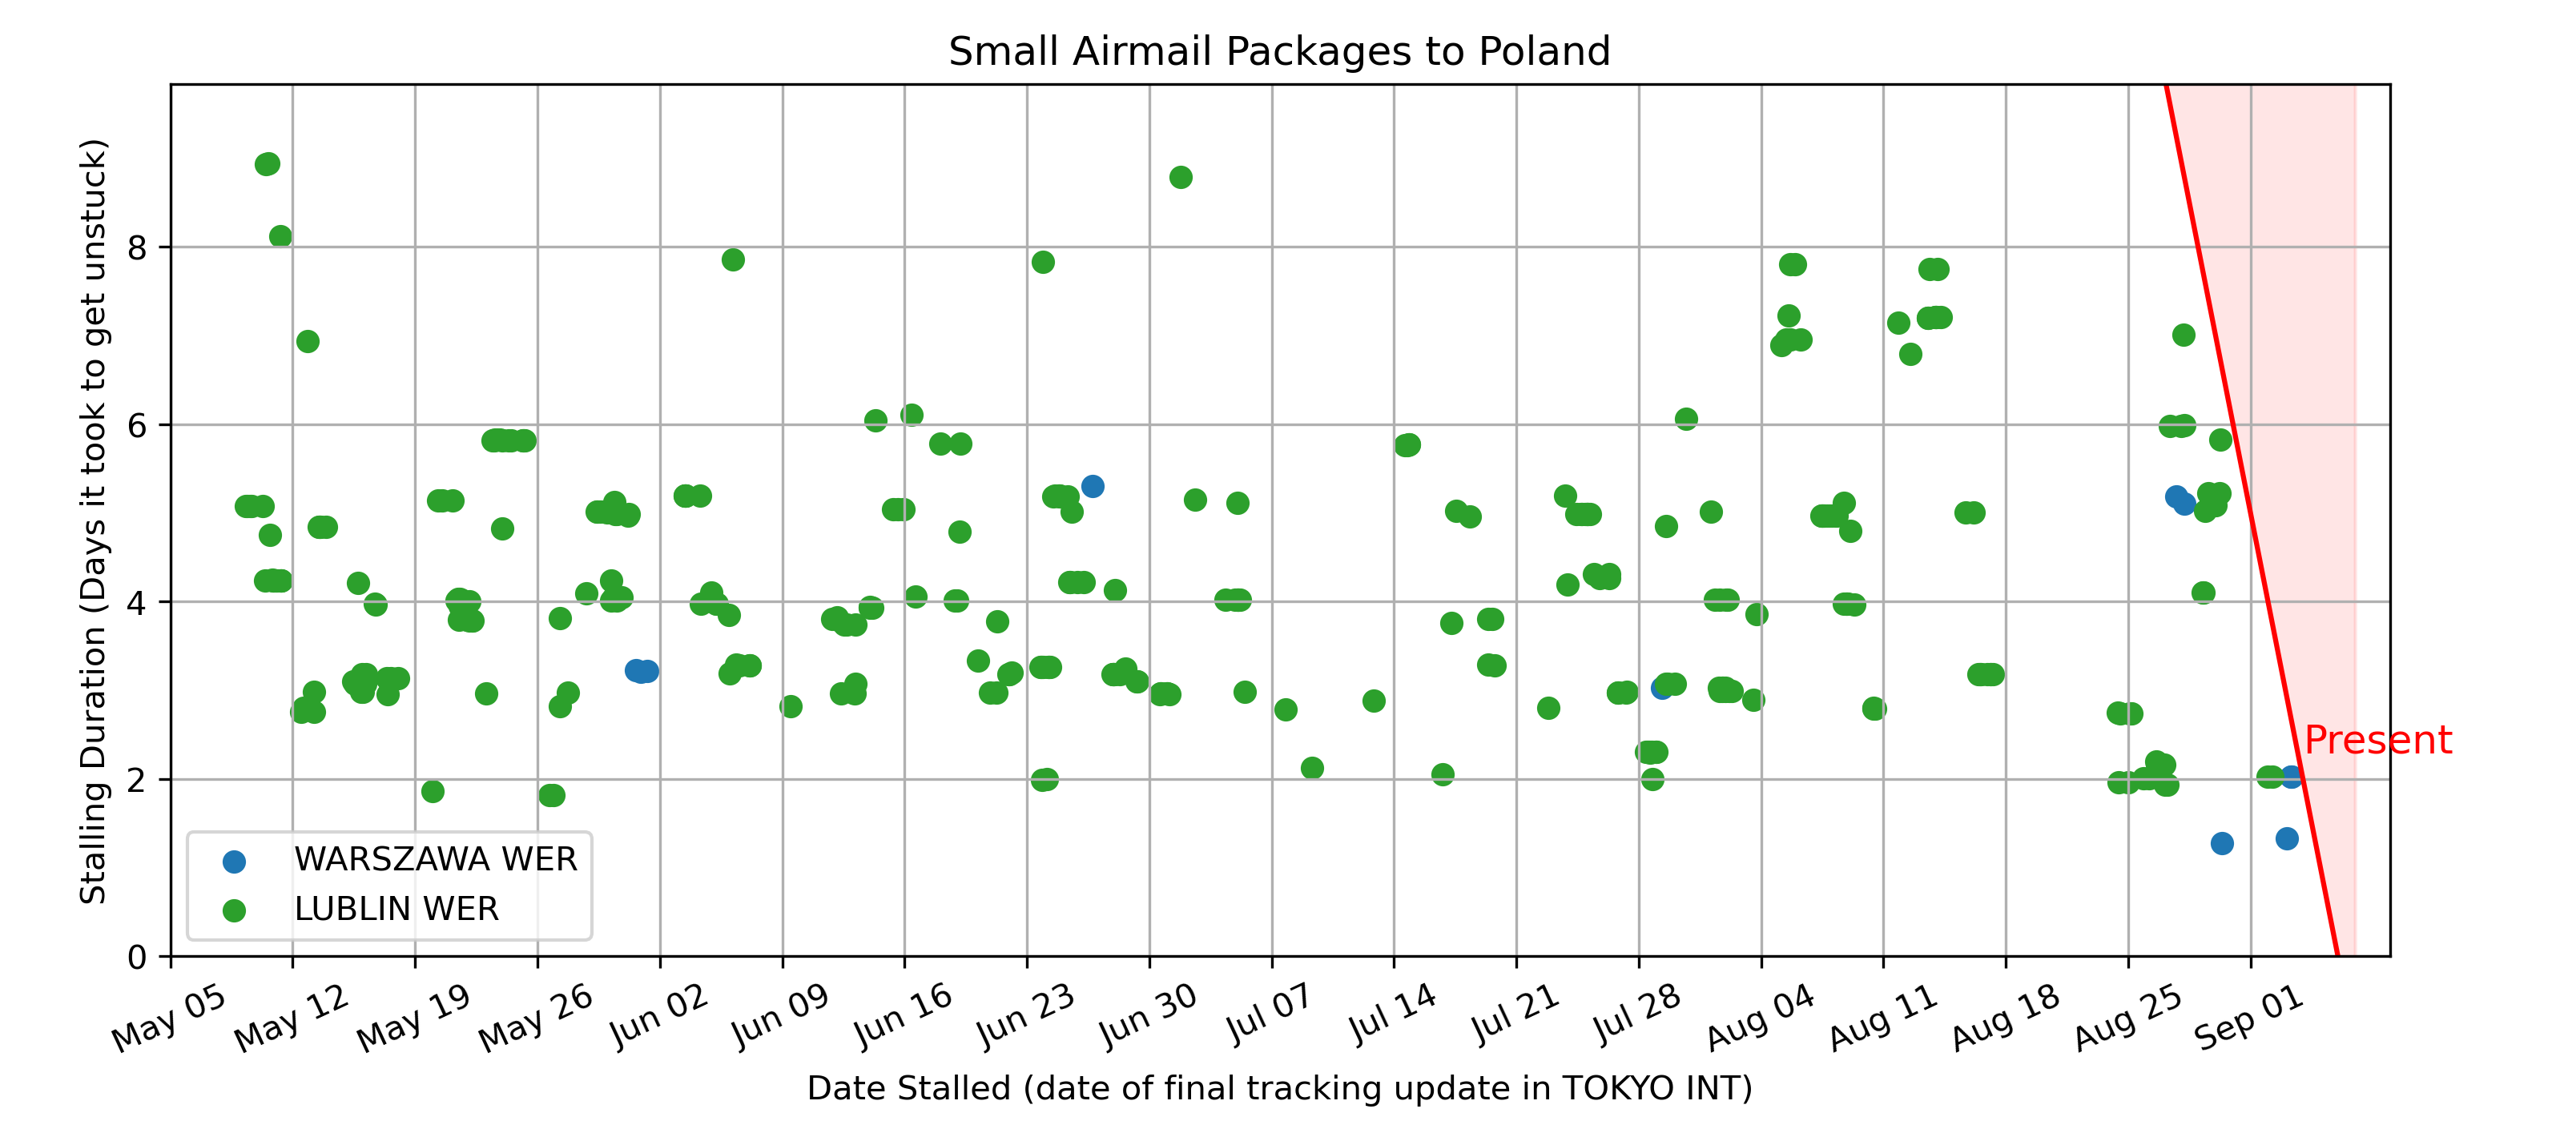 Small Airmail Packages to Poland
Stalling Duration (Days it took to get unstuck)
8
6
4
2
0
Present
WARSZAWA WER
LUBLIN WER
May 05
May 12
May 19
May 26
Jun 02
Jun 09
Jun 16
Jun 23
Jun 30
Jul 07
Jul 14
Jul 21
Jul 28
Aug 04
Aug 11
Aug 18
Aug 25
Sep 01
Date Stalled (date of final tracking update in TOKYO INT)